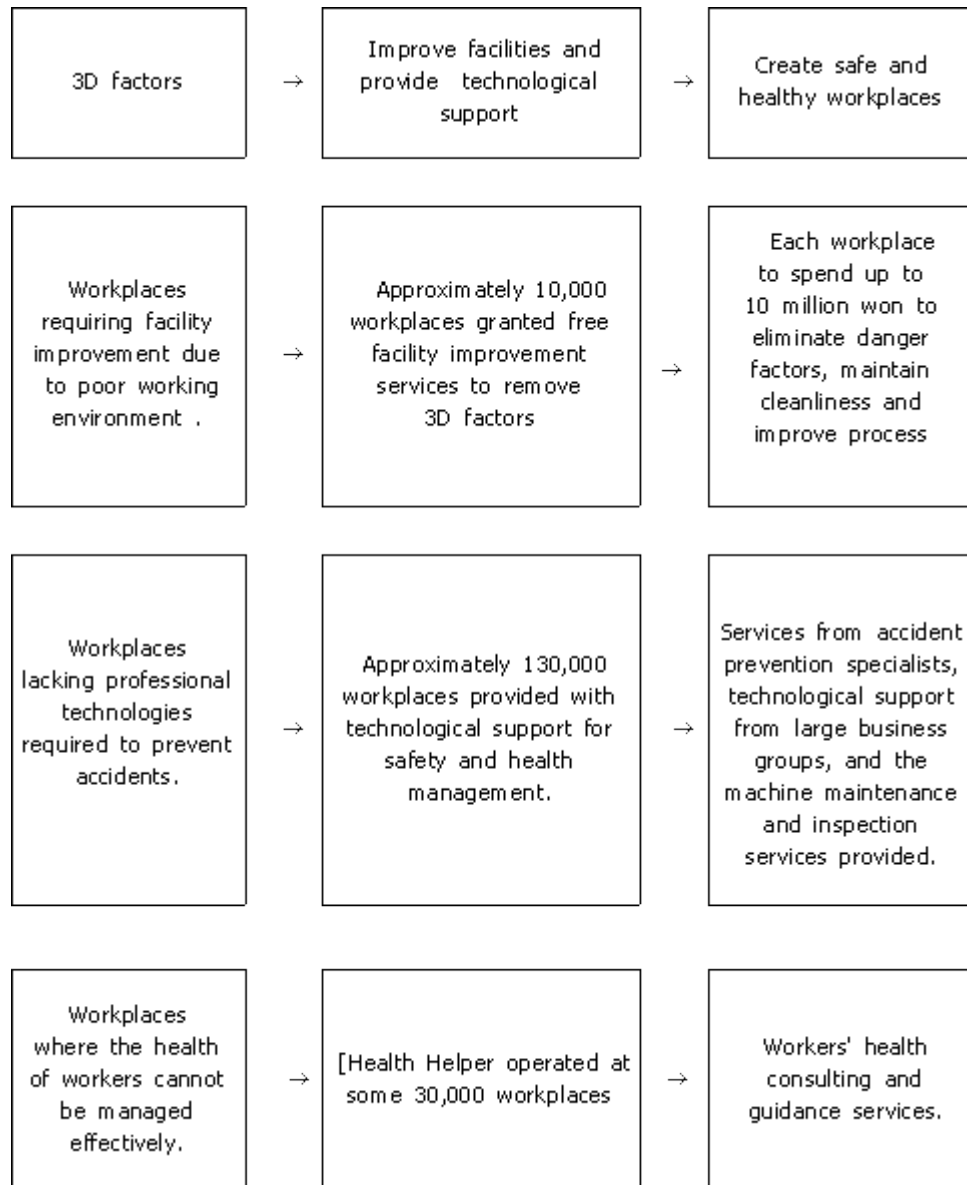 3D factors
→
Improve facilities and
provide technological
support
→
Create safe and
healthy workplaces
Workplaces
requiring facility
improvement due
to poor working
environment .
→
Approximately 10,000
workplaces granted free
facility improvement
services to remove
3D factors
→
Each workplace
to spend up to
10 million won to
eliminate danger
factors, maintain
cleanliness and
improve process
Workplaces
lacking professional
technologies
required to prevent
accidents.
→
Approximately 130,000
workplaces provided with
technological support for
safety and health
management.
→
Services from accident
prevention specialists,
technological support
from large business
groups, and the
machine maintenance
and inspection
services provided.
Workplaces
where the health
of workers cannot
be managed
effectively.
→
[Health Helper operated at
some 30,000 workplaces
→
Workers' health
consulting and
guidance services.